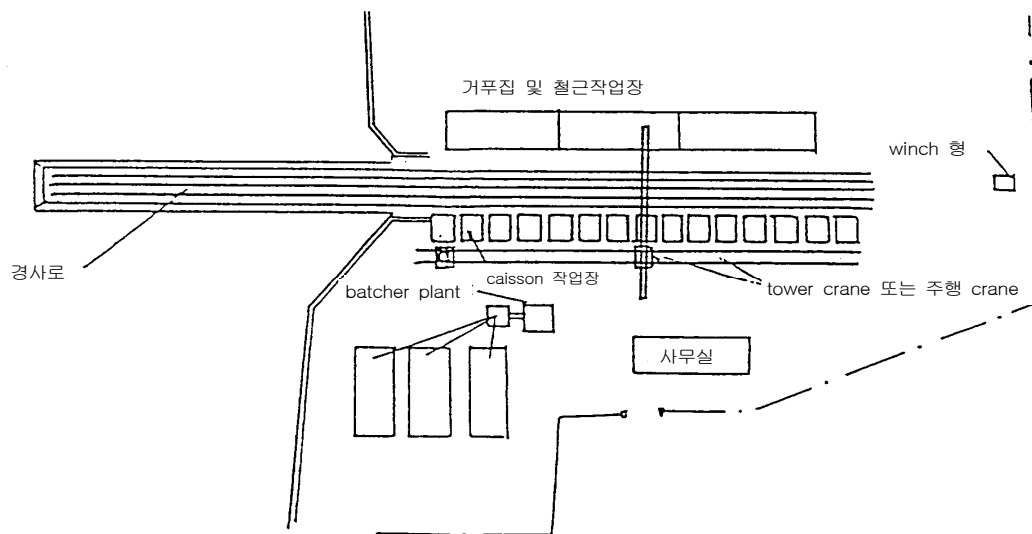 거푸집 및 철근작업장
winch 형
경사로
caisson 작업장
batcher plant
tower crane 또는 주행 crane
사무실